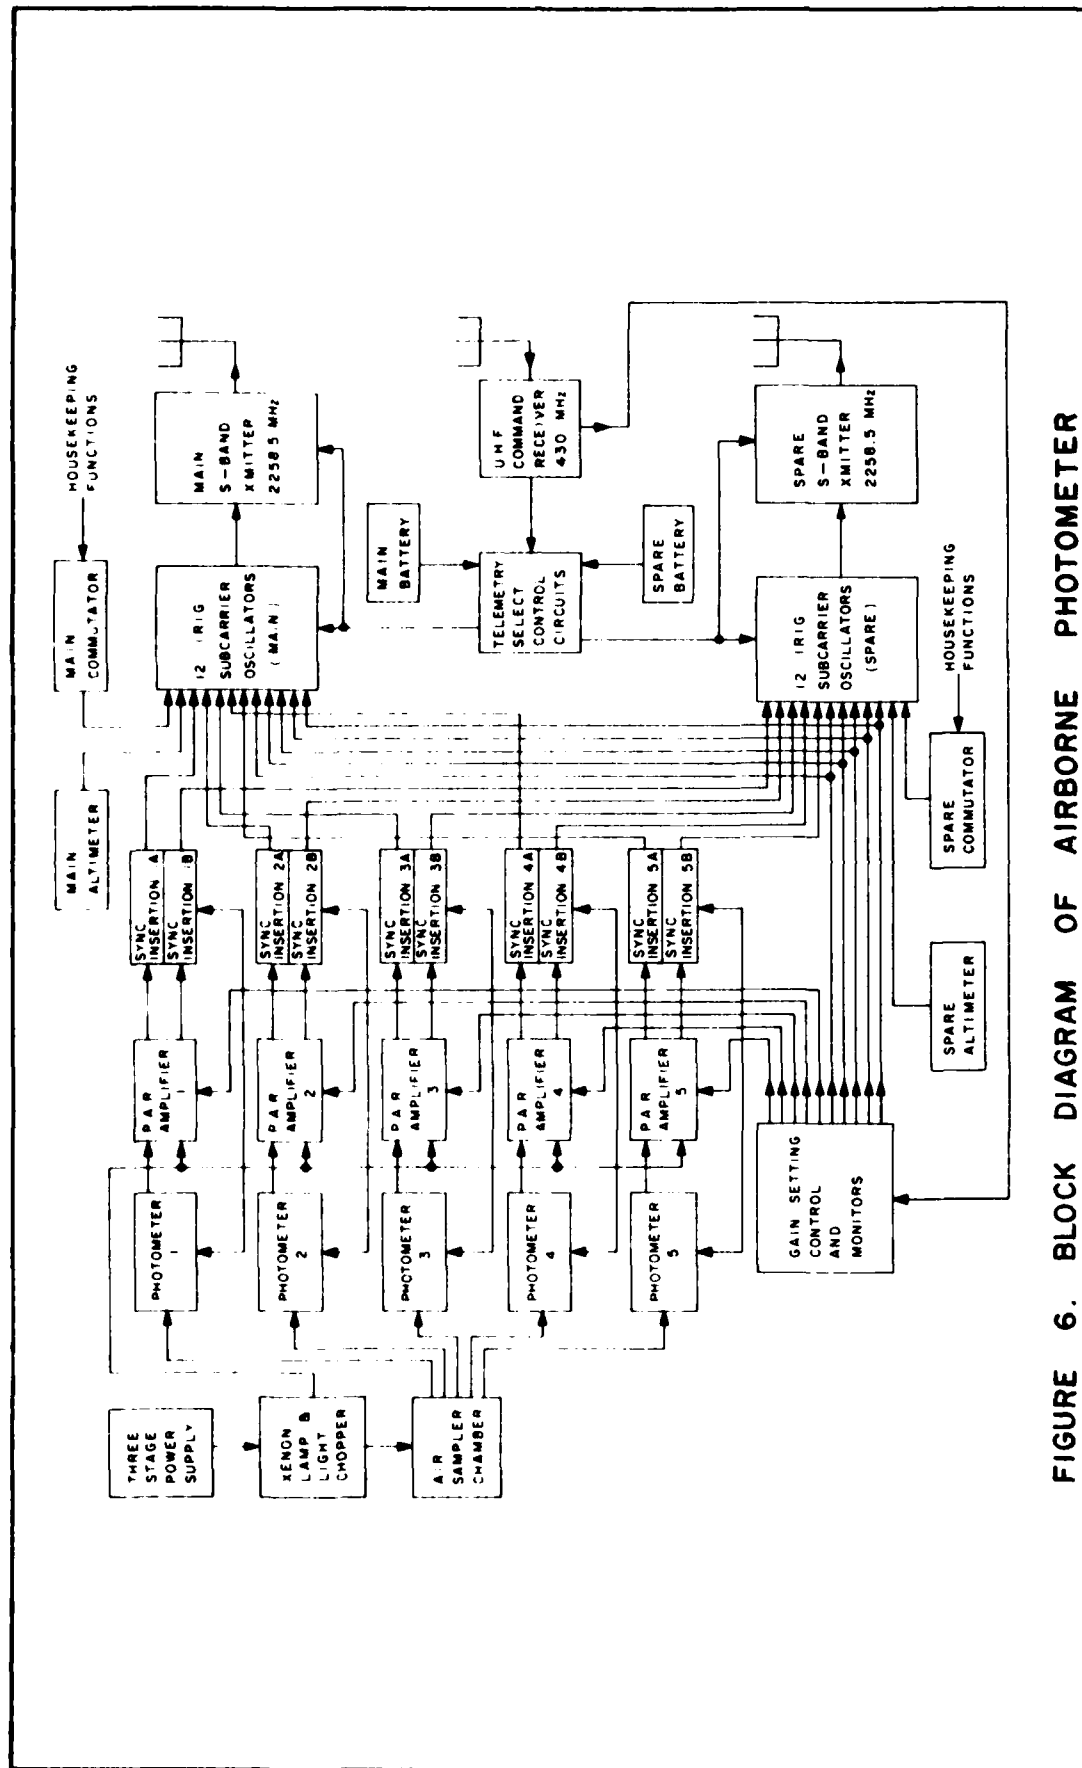 THREE
STAGE
POWER
SUPPLY
XENON
LAMP &
LIGHT
CHOPPER
AIR
SAMPLER
CHAMBER
PHOTOMETER
1
PHOTOMETER
2
PHOTOMETER
3
PHOTOMETER
4
PHOTOMETER
5
PAR
AMPLIFIER
1
PAR
AMPLIFIER
2
PAR
AMPLIFIER
3
PAR
AMPLIFIER
4
PAR
AMPLIFIER
5
GAIN SETTING
CONTROL
AND
MONITORS
SYNC
INSERTION A
SYNC
INSERTION 1B
SYNC
INSERTION 2A
SYNC
INSERTION 2B
SYNC
INSERTION 3A
SYNC
INSERTION 3B
SYNC
INSERTION 4A
SYNC
INSERTION 4B
SYNC
INSERTION 5A
SYNC
INSERTION 5B
MAIN
ALTIMETER
MAIN
COMMUTATOR
HOUSEKEEPING
FUNCTIONS
SPARE
ALTIMETER
SPARE
COMMUTATOR
HOUSEKEEPING
FUNCTIONS
12 IRIG
SUBCARRIER
OSCILLATORS
(MAIN)
MAIN
S-BAND
XMITTER
2258.5 MHz
MAIN
BATTERY
TELEMETRY
SELECT
CONTROL
CIRCUITS
SPARE
BATTERY
UHF
COMMAND
RECEIVER
430 MHz
12 IRIG
SUBCARRIER
OSCILLATORS
(SPARE)
SPARE
S-BAND
XMITTER
2258.5 MHz
FIGURE 6. BLOCK DIAGRAM OF AIRBORNE PHOTOMETER